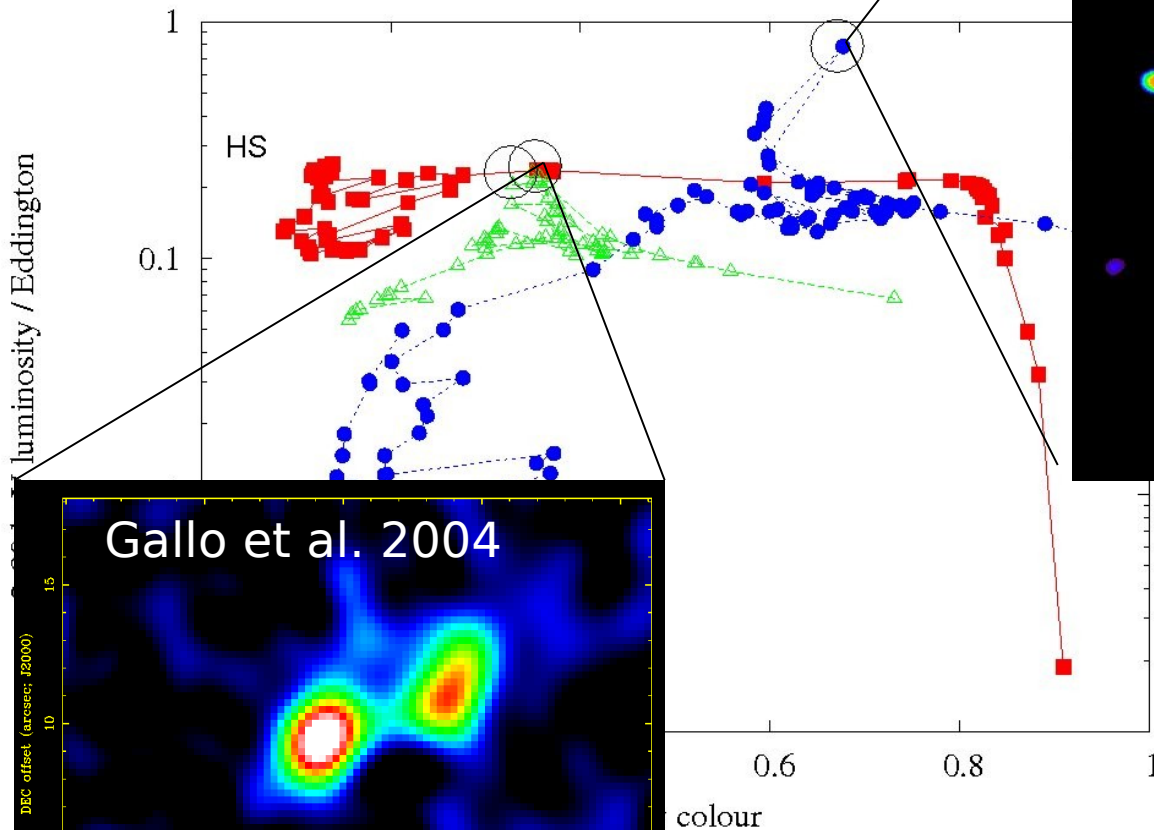 1
HS
0.1
luminosity / Eddington
Gallo et al. 2004
15
10
DEC offset (arcsec; J2000)
0.6
0.8
1
colour